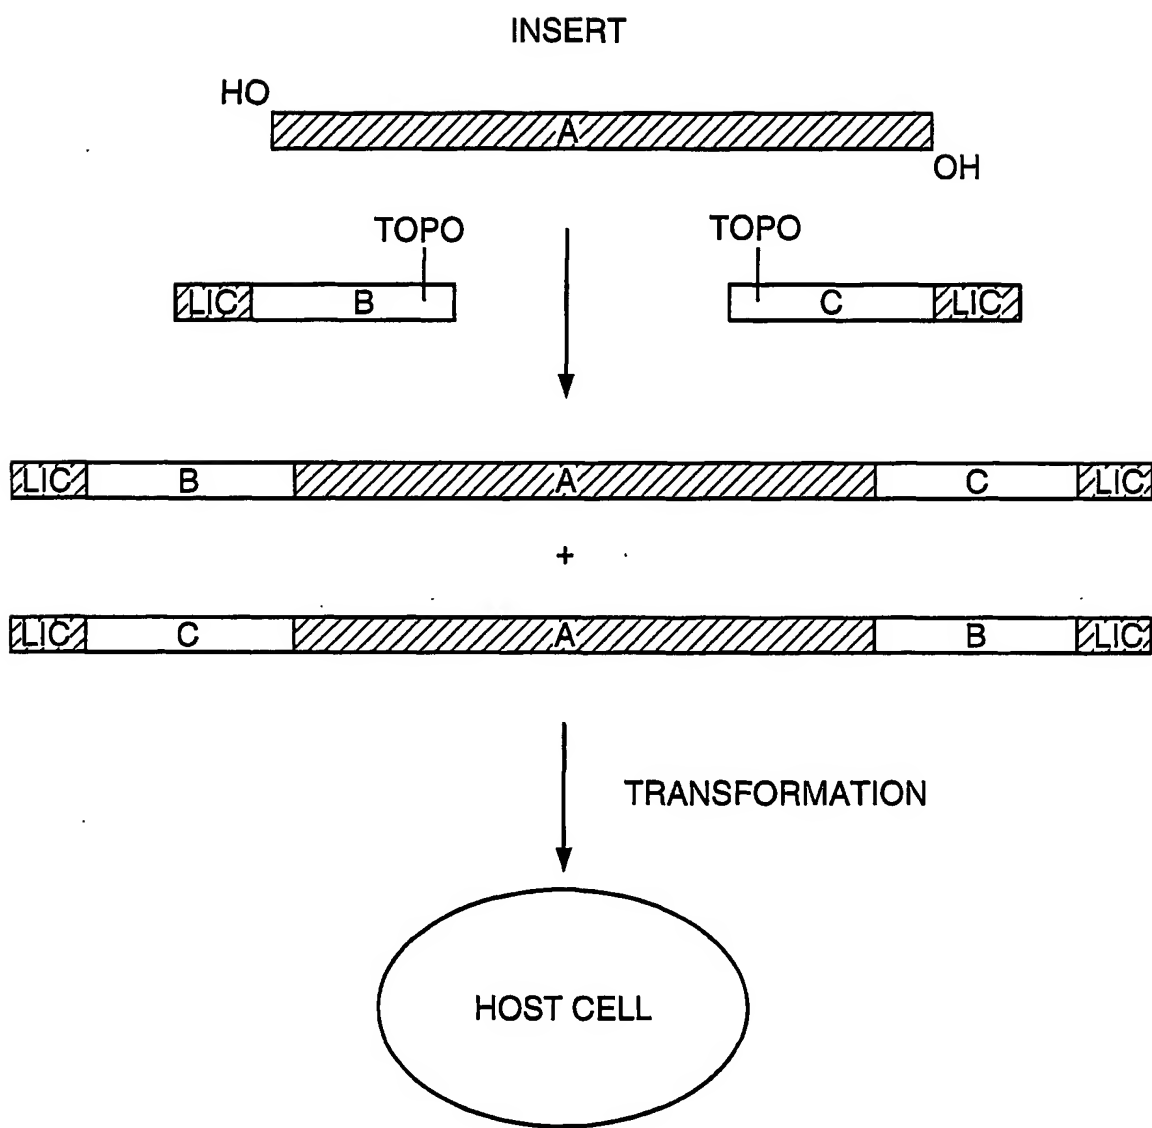 INSERT
HO
A
OH
TOPO TOPO
LIC B C LIC
LIC B A C LIC
+
LIC C A B LIC
TRANSFORMATION
HOST CELL